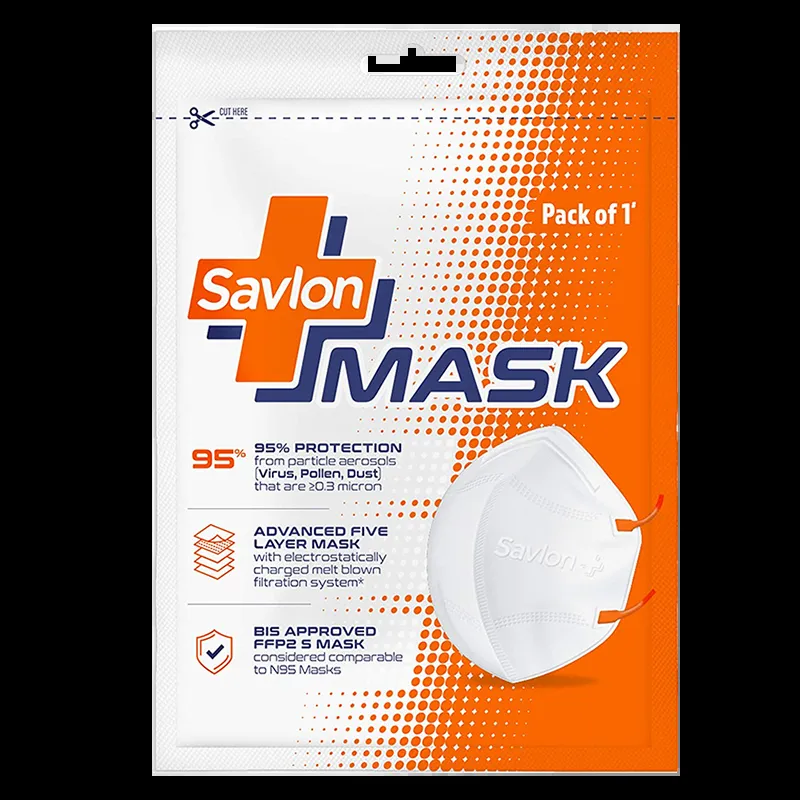 CUT HERE
Pack of 1'
Savlon
MASK
95%
95% PROTECTION
from particle aerosols
(Virus, Pollen, Dust)
that are ≥0.3 micron
ADVANCED FIVE
LAYER MASK
with electrostatically
charged melt blown
filtration system*
BIS APPROVED
FFP2 S MASK
considered comparable
to N95 Masks
Savlon